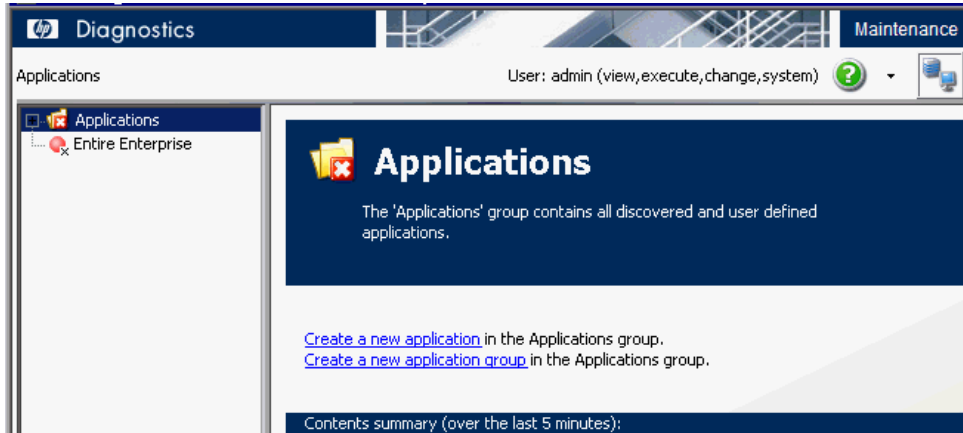 hp Diagnostics
Maintenance
Applications
User: admin (view,execute,change,system)
Applications
Entire Enterprise
Applications
The 'Applications' group contains all discovered and user defined
applications.
Create a new application in the Applications group.
Create a new application group in the Applications group.
Contents summary (over the last 5 minutes):